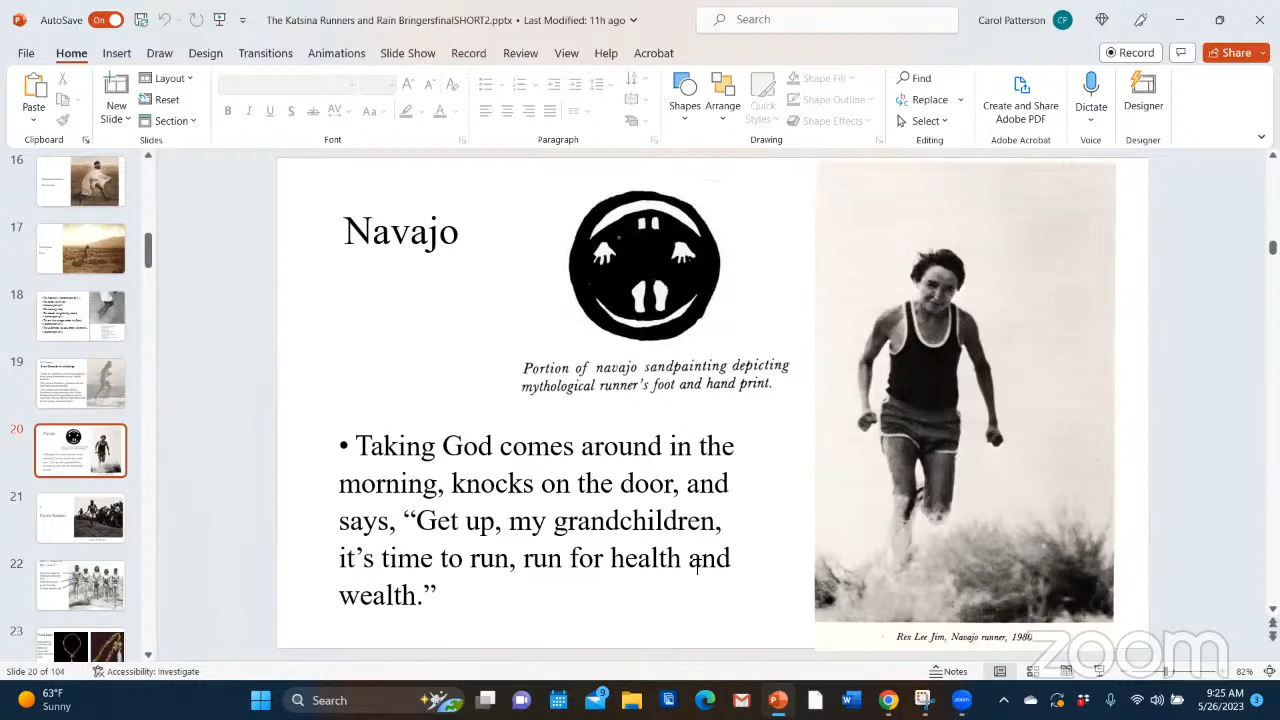 AutoSave
On
The Katsina Runners and Rain BringersfinalSHORT2.pptx • Last Modified: 11h ago
Search
Carol Patterson
CP
File
Home
Insert
Draw
Design
Transitions
Animations
Slide Show
Record
Review
View
Help
Acrobat
Record
Share
Paste
New
Slide
Layout
Reset
Section
Quick
Styles
Shapes
Arrange
Shape Fill
Shape Outline
Shape Effects
Find
Replace
Select
Create and Share
Adobe PDF
Dictate
Designer
Clipboard
Slides
Font
Paragraph
Drawing
Editing
Adobe Acrobat
Voice
Designer
16
17
18
19
20
21
22
Navajo
Portion of navajo sandpainting depicting
mythological runner's foot and hand print.
• Taking God comes around in the
morning, knocks on the door, and
says, “Get up, my grandchildren,
it’s time to run, run for health and
wealth.”
Rex Lee Jim, Navajo runner, 1980
zoom
Slide 20 of 104
Accessibility: Investigate
Notes
82%
63°F
Sunny
Search
9
zoom
9:25 AM
5/26/2023
3